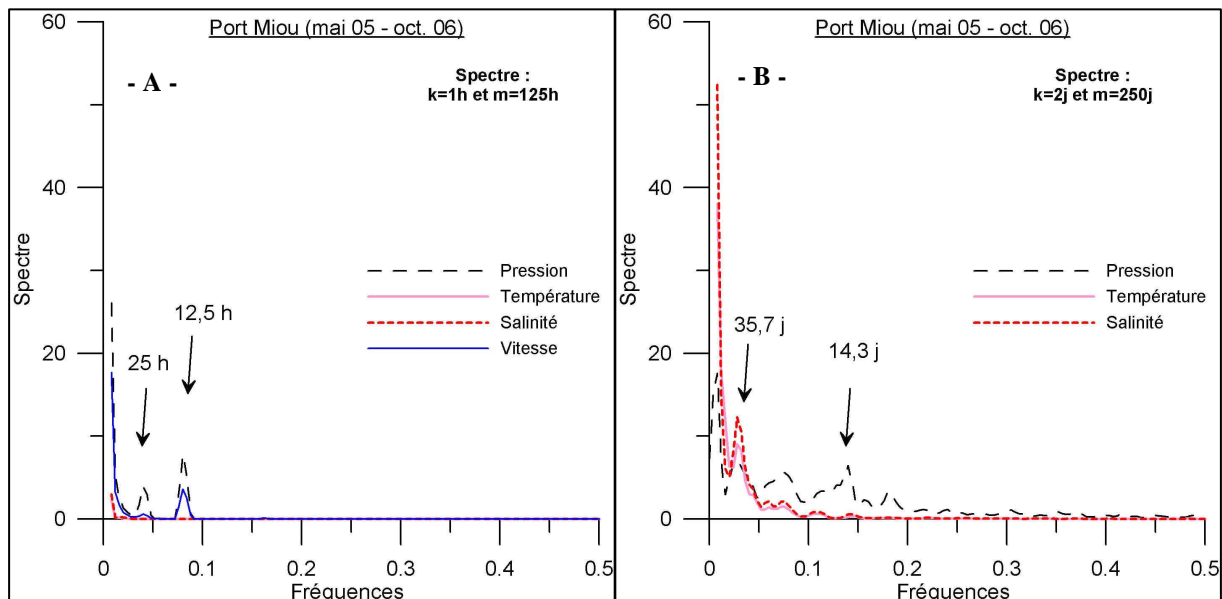 Port Miou (mai 05 - oct. 06)
- A -
Spectre :
k=1h et m=125h
60
40
20
0
Spectre
Pression
Température
Salinité
Vitesse
12,5 h
25 h
0
0.1
0.2
0.3
0.4
0.5
Fréquences
Port Miou (mai 05 - oct. 06)
- B -
Spectre :
k=2j et m=250j
60
40
20
0
Spectre
Pression
Température
Salinité
35,7 j
14,3 j
0
0.1
0.2
0.3
0.4
0.5
Fréquences